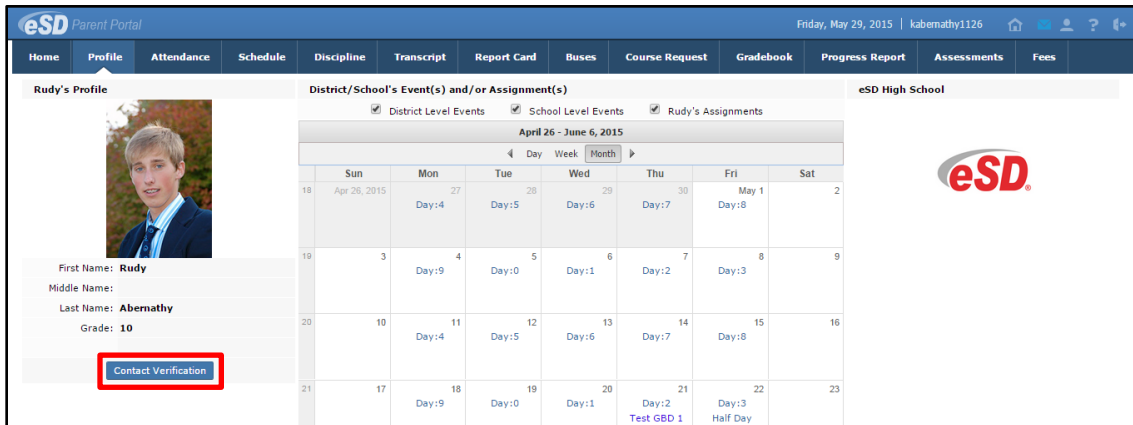 eSD Parent Portal
Friday, May 29, 2015 | kabernathy1126 ?
Home Profile Attendance Schedule Discipline Transcript Report Card Buses Course Request Gradebook Progress Report Assessments Fees
Rudy's Profile
First Name: Rudy
Middle Name:
Last Name: Abernathy
Grade: 10
Contact Verification
District/School's Event(s) and/or Assignment(s)
District Level Events School Level Events Rudy's Assignments
April 26 - June 6, 2015
Day Week Month
Sun Mon Tue Wed Thu Fri Sat
18 Apr 26, 2015 27 28 29 30 May 1 2
Day:4 Day:5 Day:6 Day:7 Day:8
19 3 4 5 6 7 8 9
Day:9 Day:0 Day:1 Day:2 Day:3
20 10 11 12 13 14 15 16
Day:4 Day:5 Day:6 Day:7 Day:8
21 17 18 19 20 21 22 23
Day:9 Day:0 Day:1 Day:2 Day:3
Test GBD 1 Half Day
eSD High School
eSD®